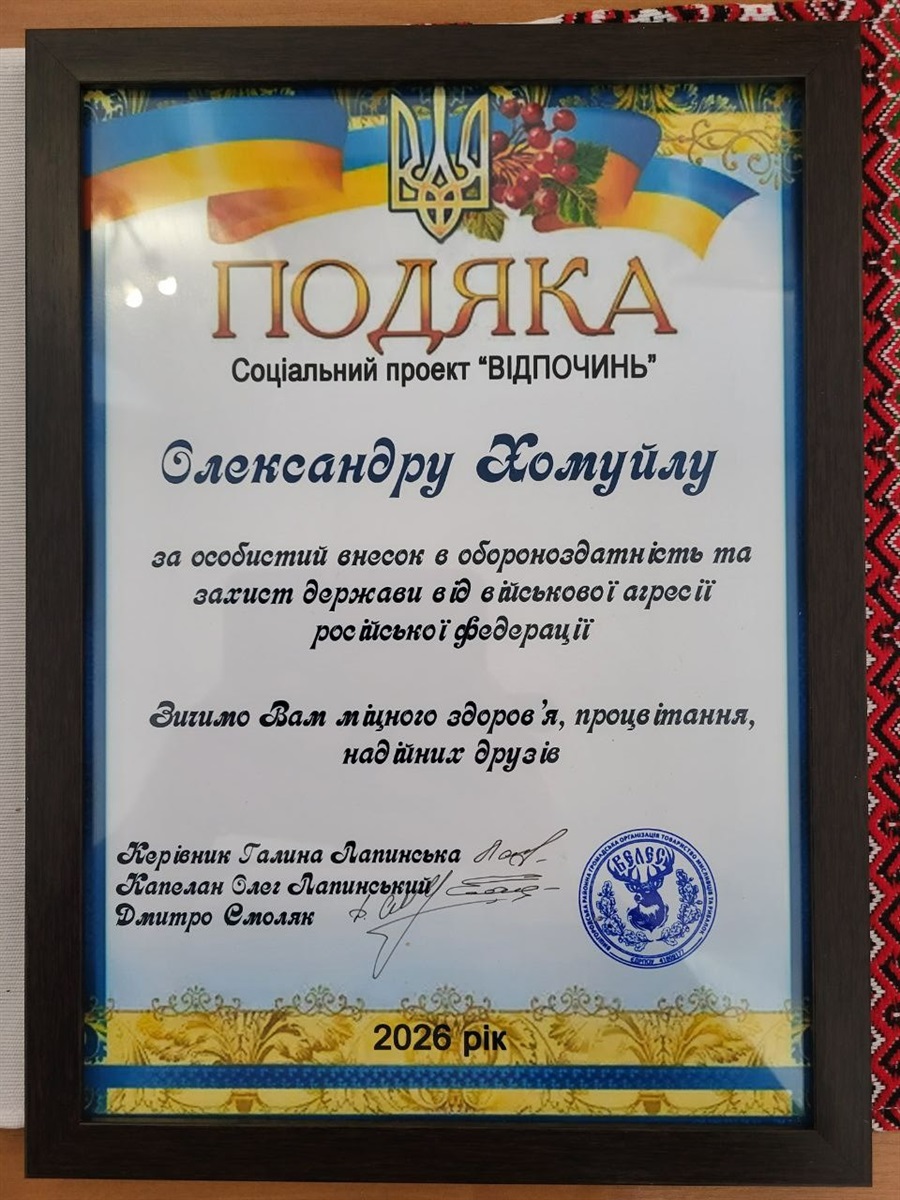 ПОДЯКА
Соціальний проект “ВІДПОЧИНЬ”
Олександру Хомуйлу
за особистий внесок в обороноздатність та
захист держави від військової агресії
російської федерації
Зичимо Вам міцного здоров’я, процвітання,
надійних друзів
Керівник Галина Лапинська
Капелан Олег Лапинський
Дмитро Смоляк
ВЕЛЕС
2026 рік